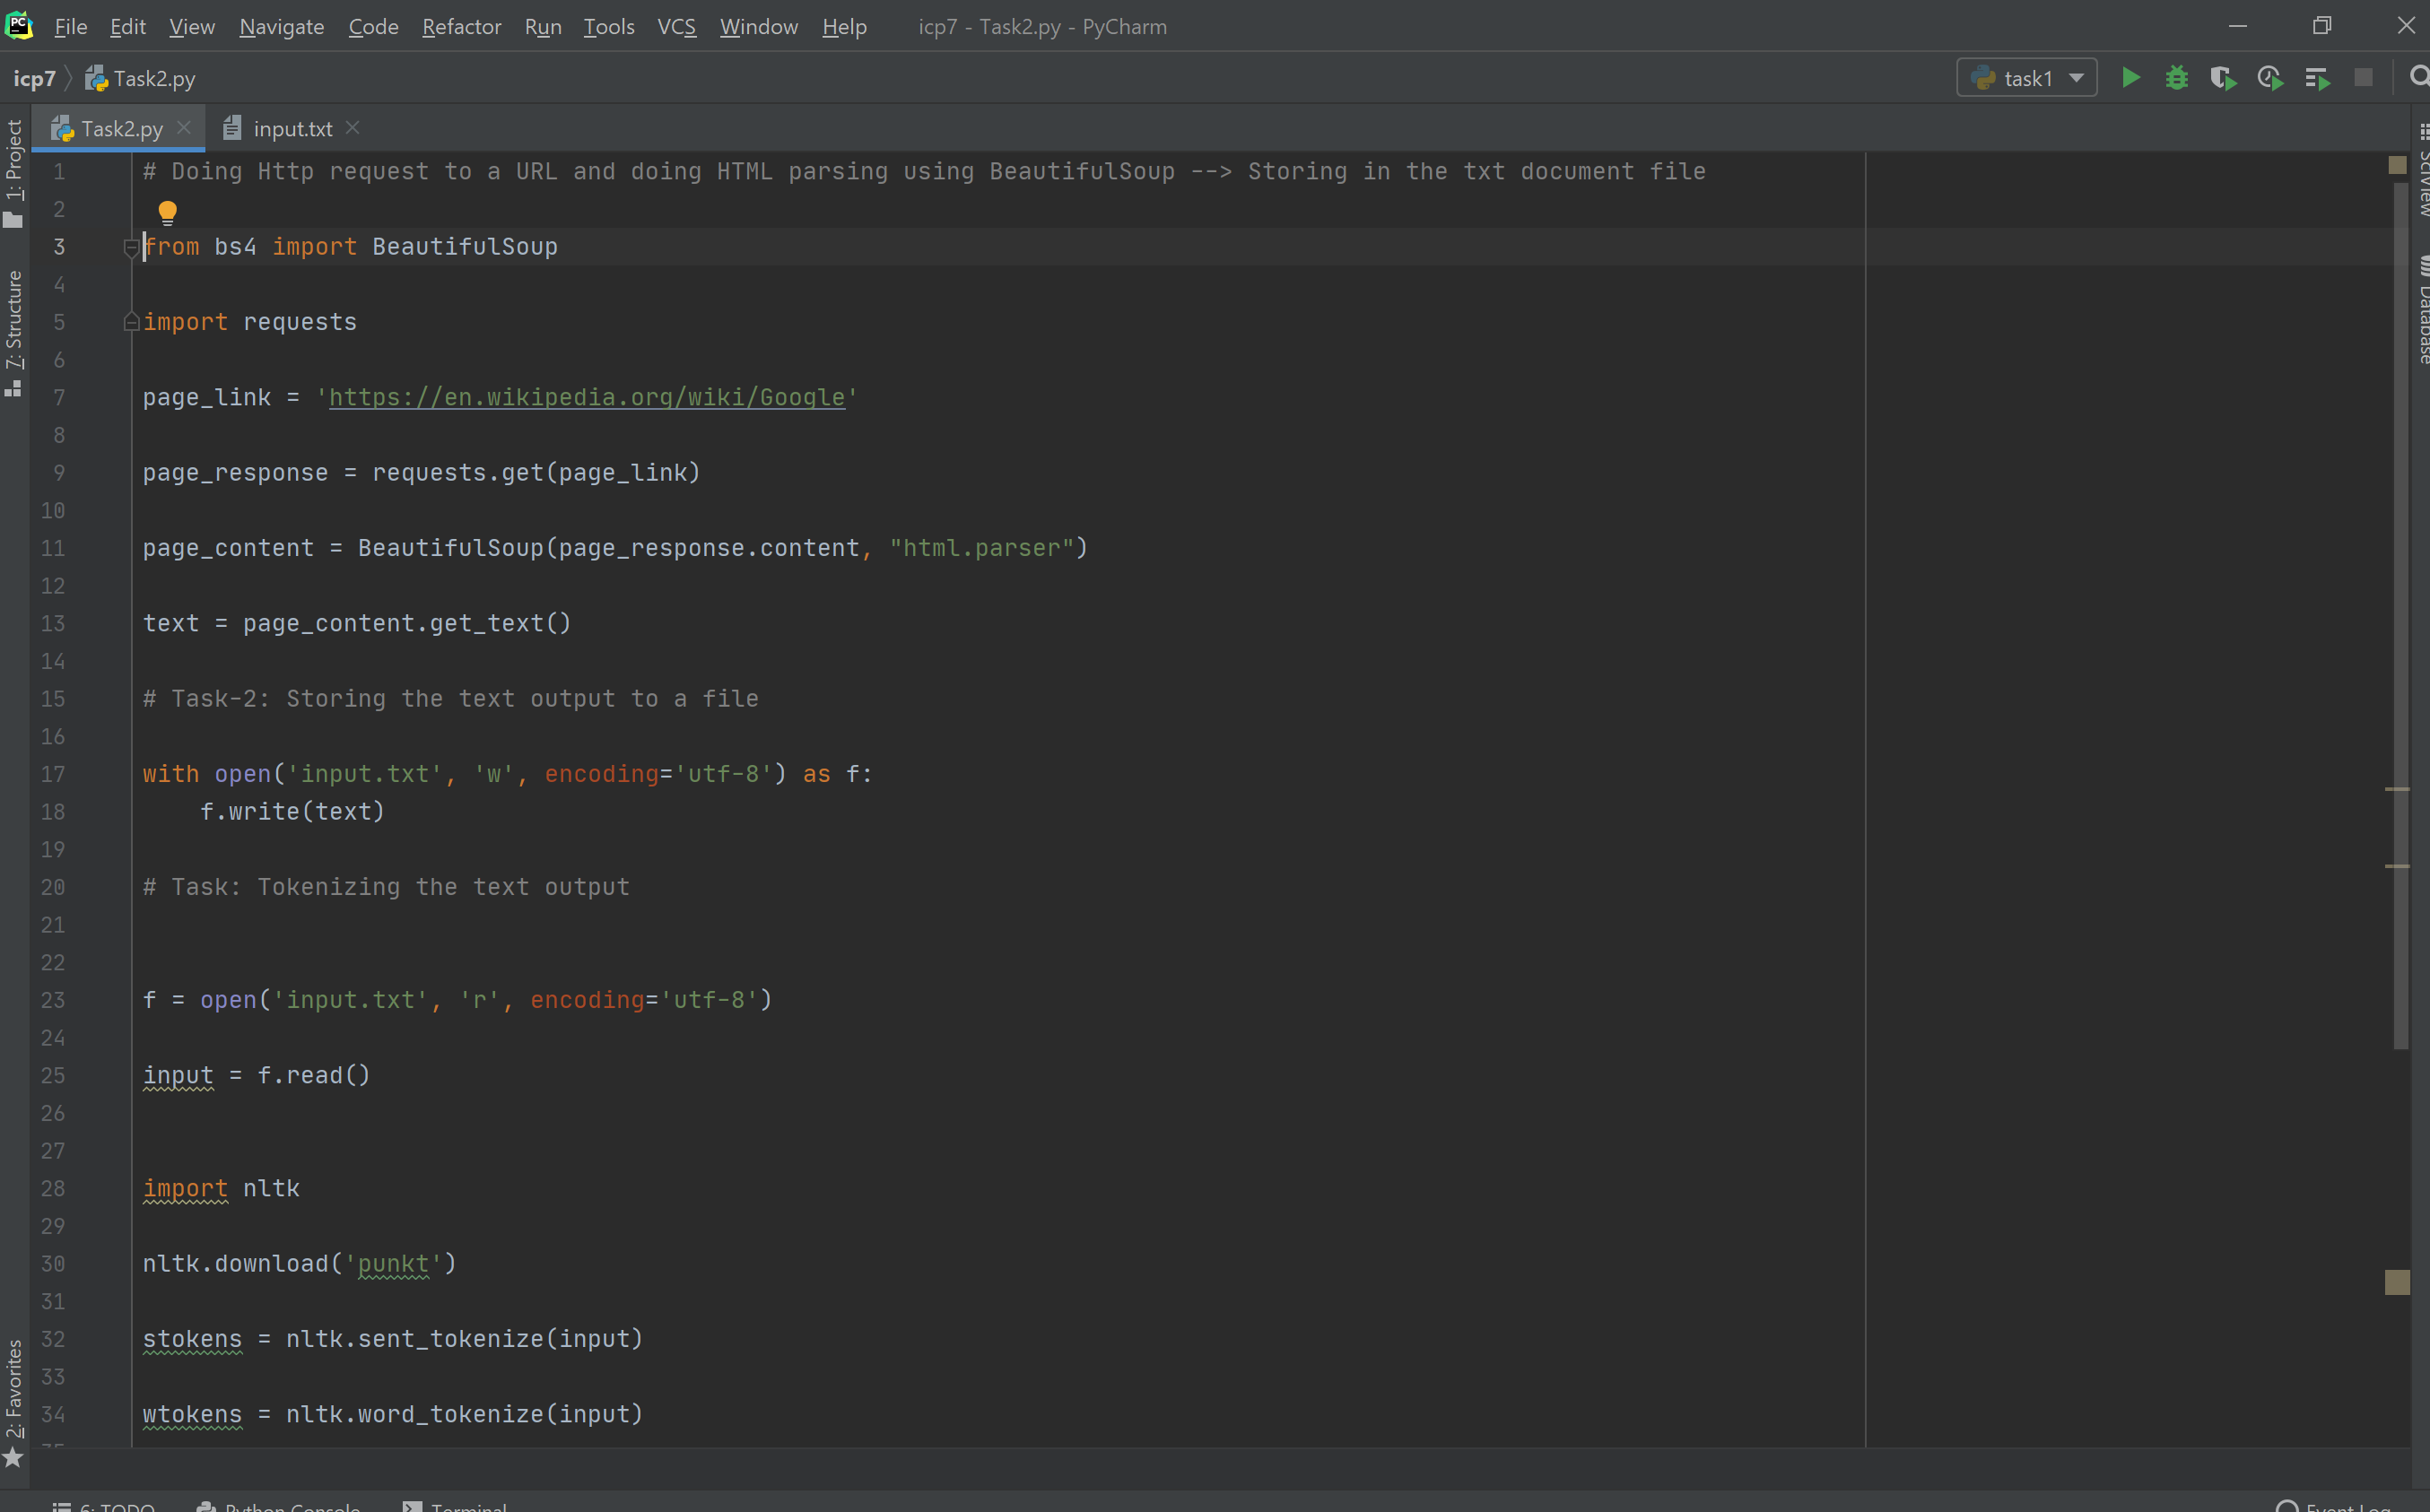 PC File Edit View Navigate Code Refactor Run Tools VCS Window Help icp7 - Task2.py - PyCharm
icp7 Task2.py task1
Task2.py input.txt
1: Project
7: Structure
2: Favorites
SciView
Database
1 # Doing Http request to a URL and doing HTML parsing using BeautifulSoup --> Storing in the txt document file
2
3 from bs4 import BeautifulSoup
4
5 import requests
6
7 page_link = 'https://en.wikipedia.org/wiki/Google'
8
9 page_response = requests.get(page_link)
10
11 page_content = BeautifulSoup(page_response.content, "html.parser")
12
13 text = page_content.get_text()
14
15 # Task-2: Storing the text output to a file
16
17 with open('input.txt', 'w', encoding='utf-8') as f:
18     f.write(text)
19
20 # Task: Tokenizing the text output
21
22
23 f = open('input.txt', 'r', encoding='utf-8')
24
25 input = f.read()
26
27
28 import nltk
29
30 nltk.download('punkt')
31
32 stokens = nltk.sent_tokenize(input)
33
34 wtokens = nltk.word_tokenize(input)
6: TODO Python Console Terminal Event Log